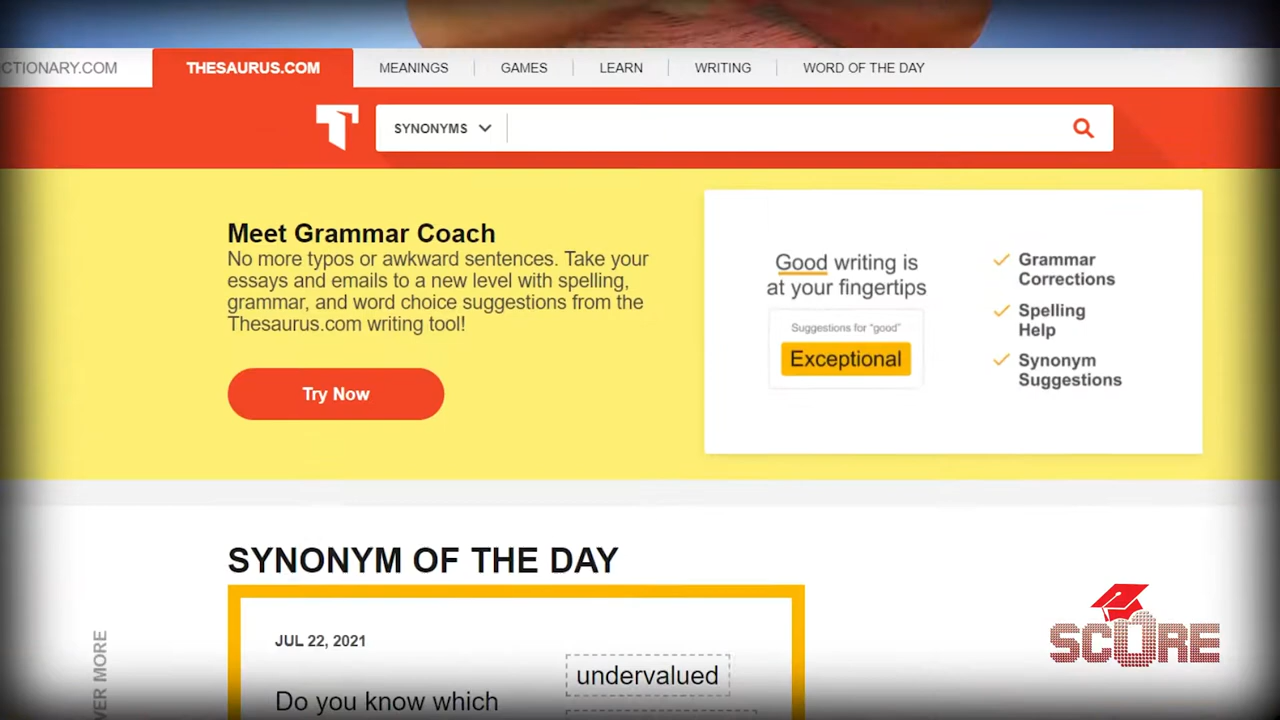 CTIONARY.COM
THESAURUS.COM
MEANINGS
GAMES
LEARN
WRITING
WORD OF THE DAY
SYNONYMS
Meet Grammar Coach
No more typos or awkward sentences. Take your
essays and emails to a new level with spelling,
grammar, and word choice suggestions from the
Thesaurus.com writing tool!
Try Now
Good writing is
at your fingertips
Suggestions for "good"
Exceptional
Grammar
Corrections
Spelling
Help
Synonym
Suggestions
SYNONYM OF THE DAY
JUL 22, 2021
Do you know which
undervalued
VER MORE
SCORE